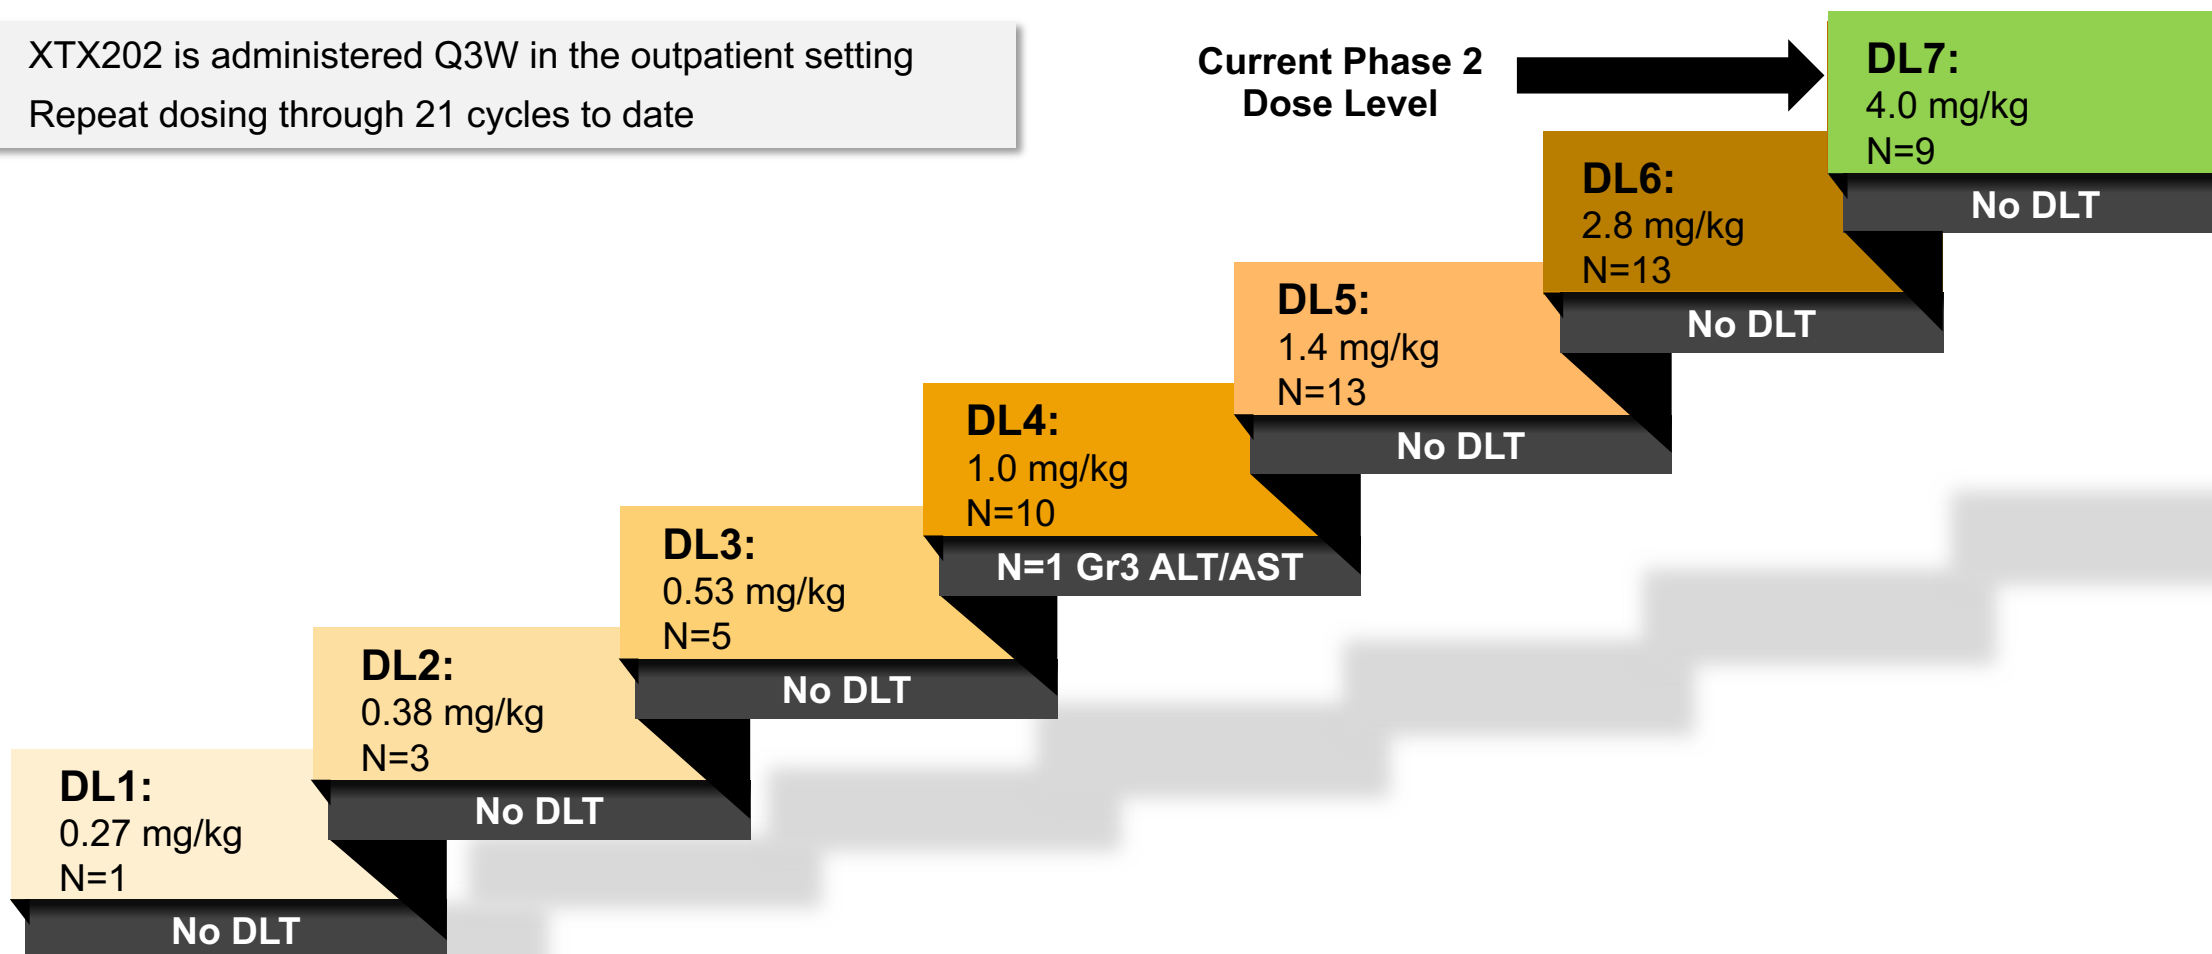 XTX202 is administered Q3W in the outpatient setting
Repeat dosing through 21 cycles to date
Current Phase 2
Dose Level
DL7:
4.0 mg/kg
N=9
No DLT
DL6:
2.8 mg/kg
N=13
No DLT
DL5:
1.4 mg/kg
N=13
No DLT
DL4:
1.0 mg/kg
N=10
N=1 Gr3 ALT/AST
DL3:
0.53 mg/kg
N=5
No DLT
DL2:
0.38 mg/kg
N=3
No DLT
DL1:
0.27 mg/kg
N=1
No DLT